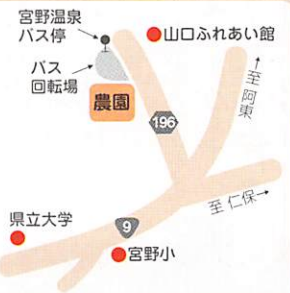 宮野温泉
バス停
山口ふれあい館
バス
回転場
農園
至 阿東
196
至 仁保
県立大学
9
宮野小